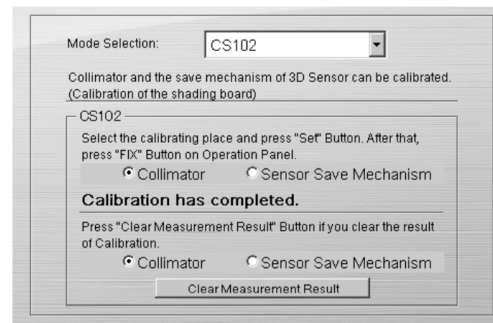 Mode Selection: CS102
Collimator and the save mechanism of 3D Sensor can be calibrated.
(Calibration of the shading board)
CS102
Select the calibrating place and press "Set" Button. After that,
press "FIX" Button on Operation Panel.
Collimator Sensor Save Mechanism
Calibration has completed.
Press "Clear Measurement Result" Button if you clear the result
of Calibration.
Collimator Sensor Save Mechanism
Clear Measurement Result